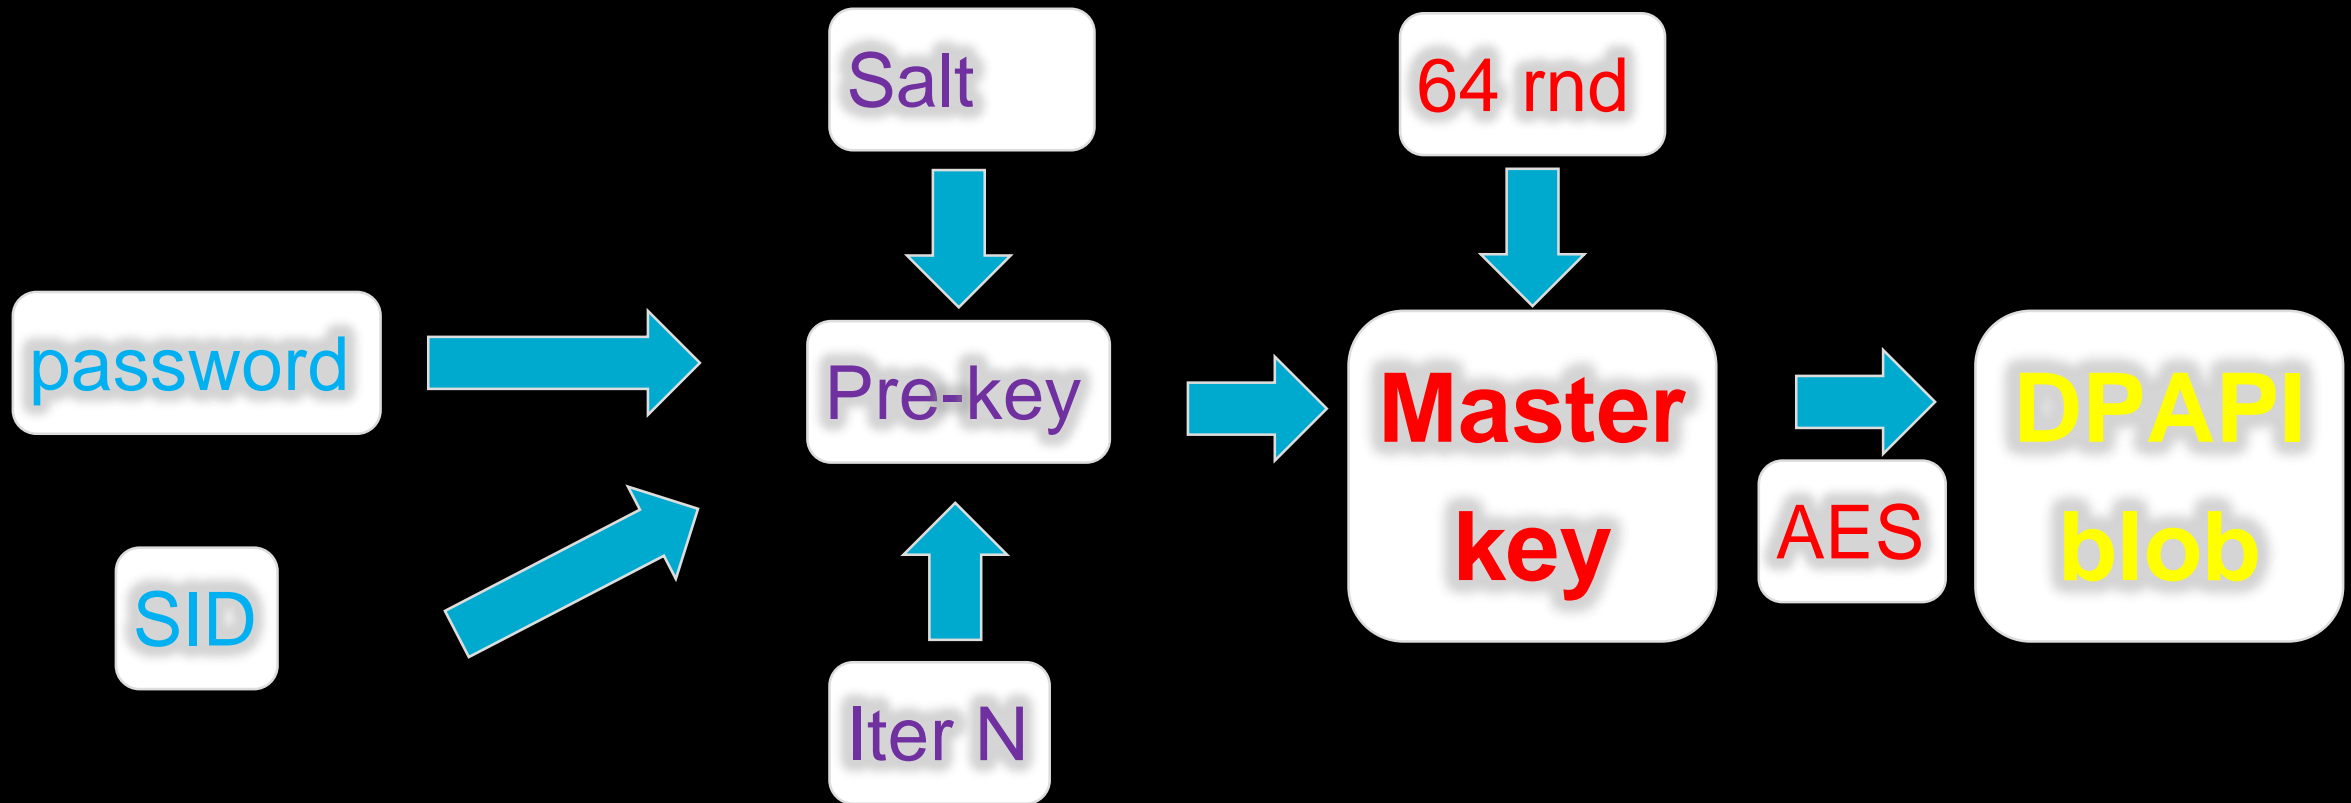 Salt
64 rnd
password
Pre-key
Master
key
DPAPI
blob
AES
SID
Iter N